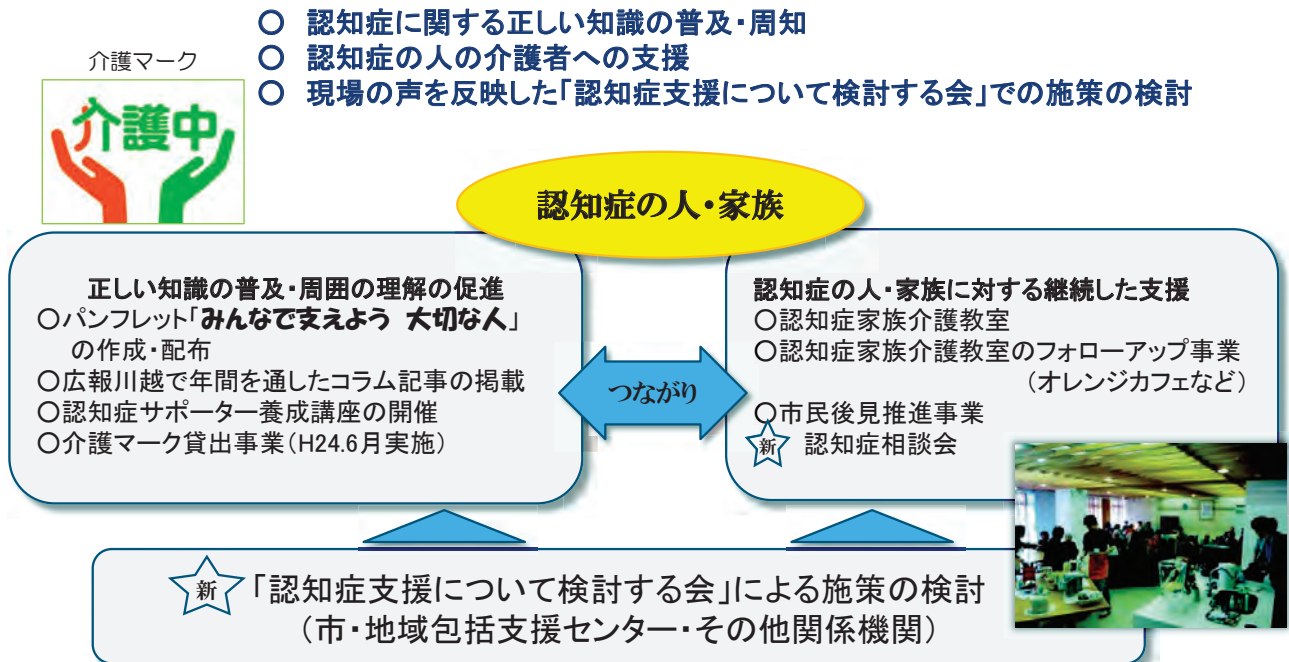 ○ 認知症に関する正しい知識の普及・周知
○ 認知症の人の介護者への支援
○ 現場の声を反映した「認知症支援について検討する会」での施策の検討
介護マーク
介護中
認知症の人・家族
正しい知識の普及・周囲の理解の促進
○パンフレット「みんなで支えよう 大切な人」
の作成・配布
○広報川越で年間を通したコラム記事の掲載
○認知症サポーター養成講座の開催
○介護マーク貸出事業(H24.6月実施)
つながり
認知症の人・家族に対する継続した支援
○認知症家族介護教室
○認知症家族介護教室のフォローアップ事業
(オレンジカフェなど)
○市民後見推進事業
新 認知症相談会
新 「認知症支援について検討する会」による施策の検討
(市・地域包括支援センター・その他関係機関)